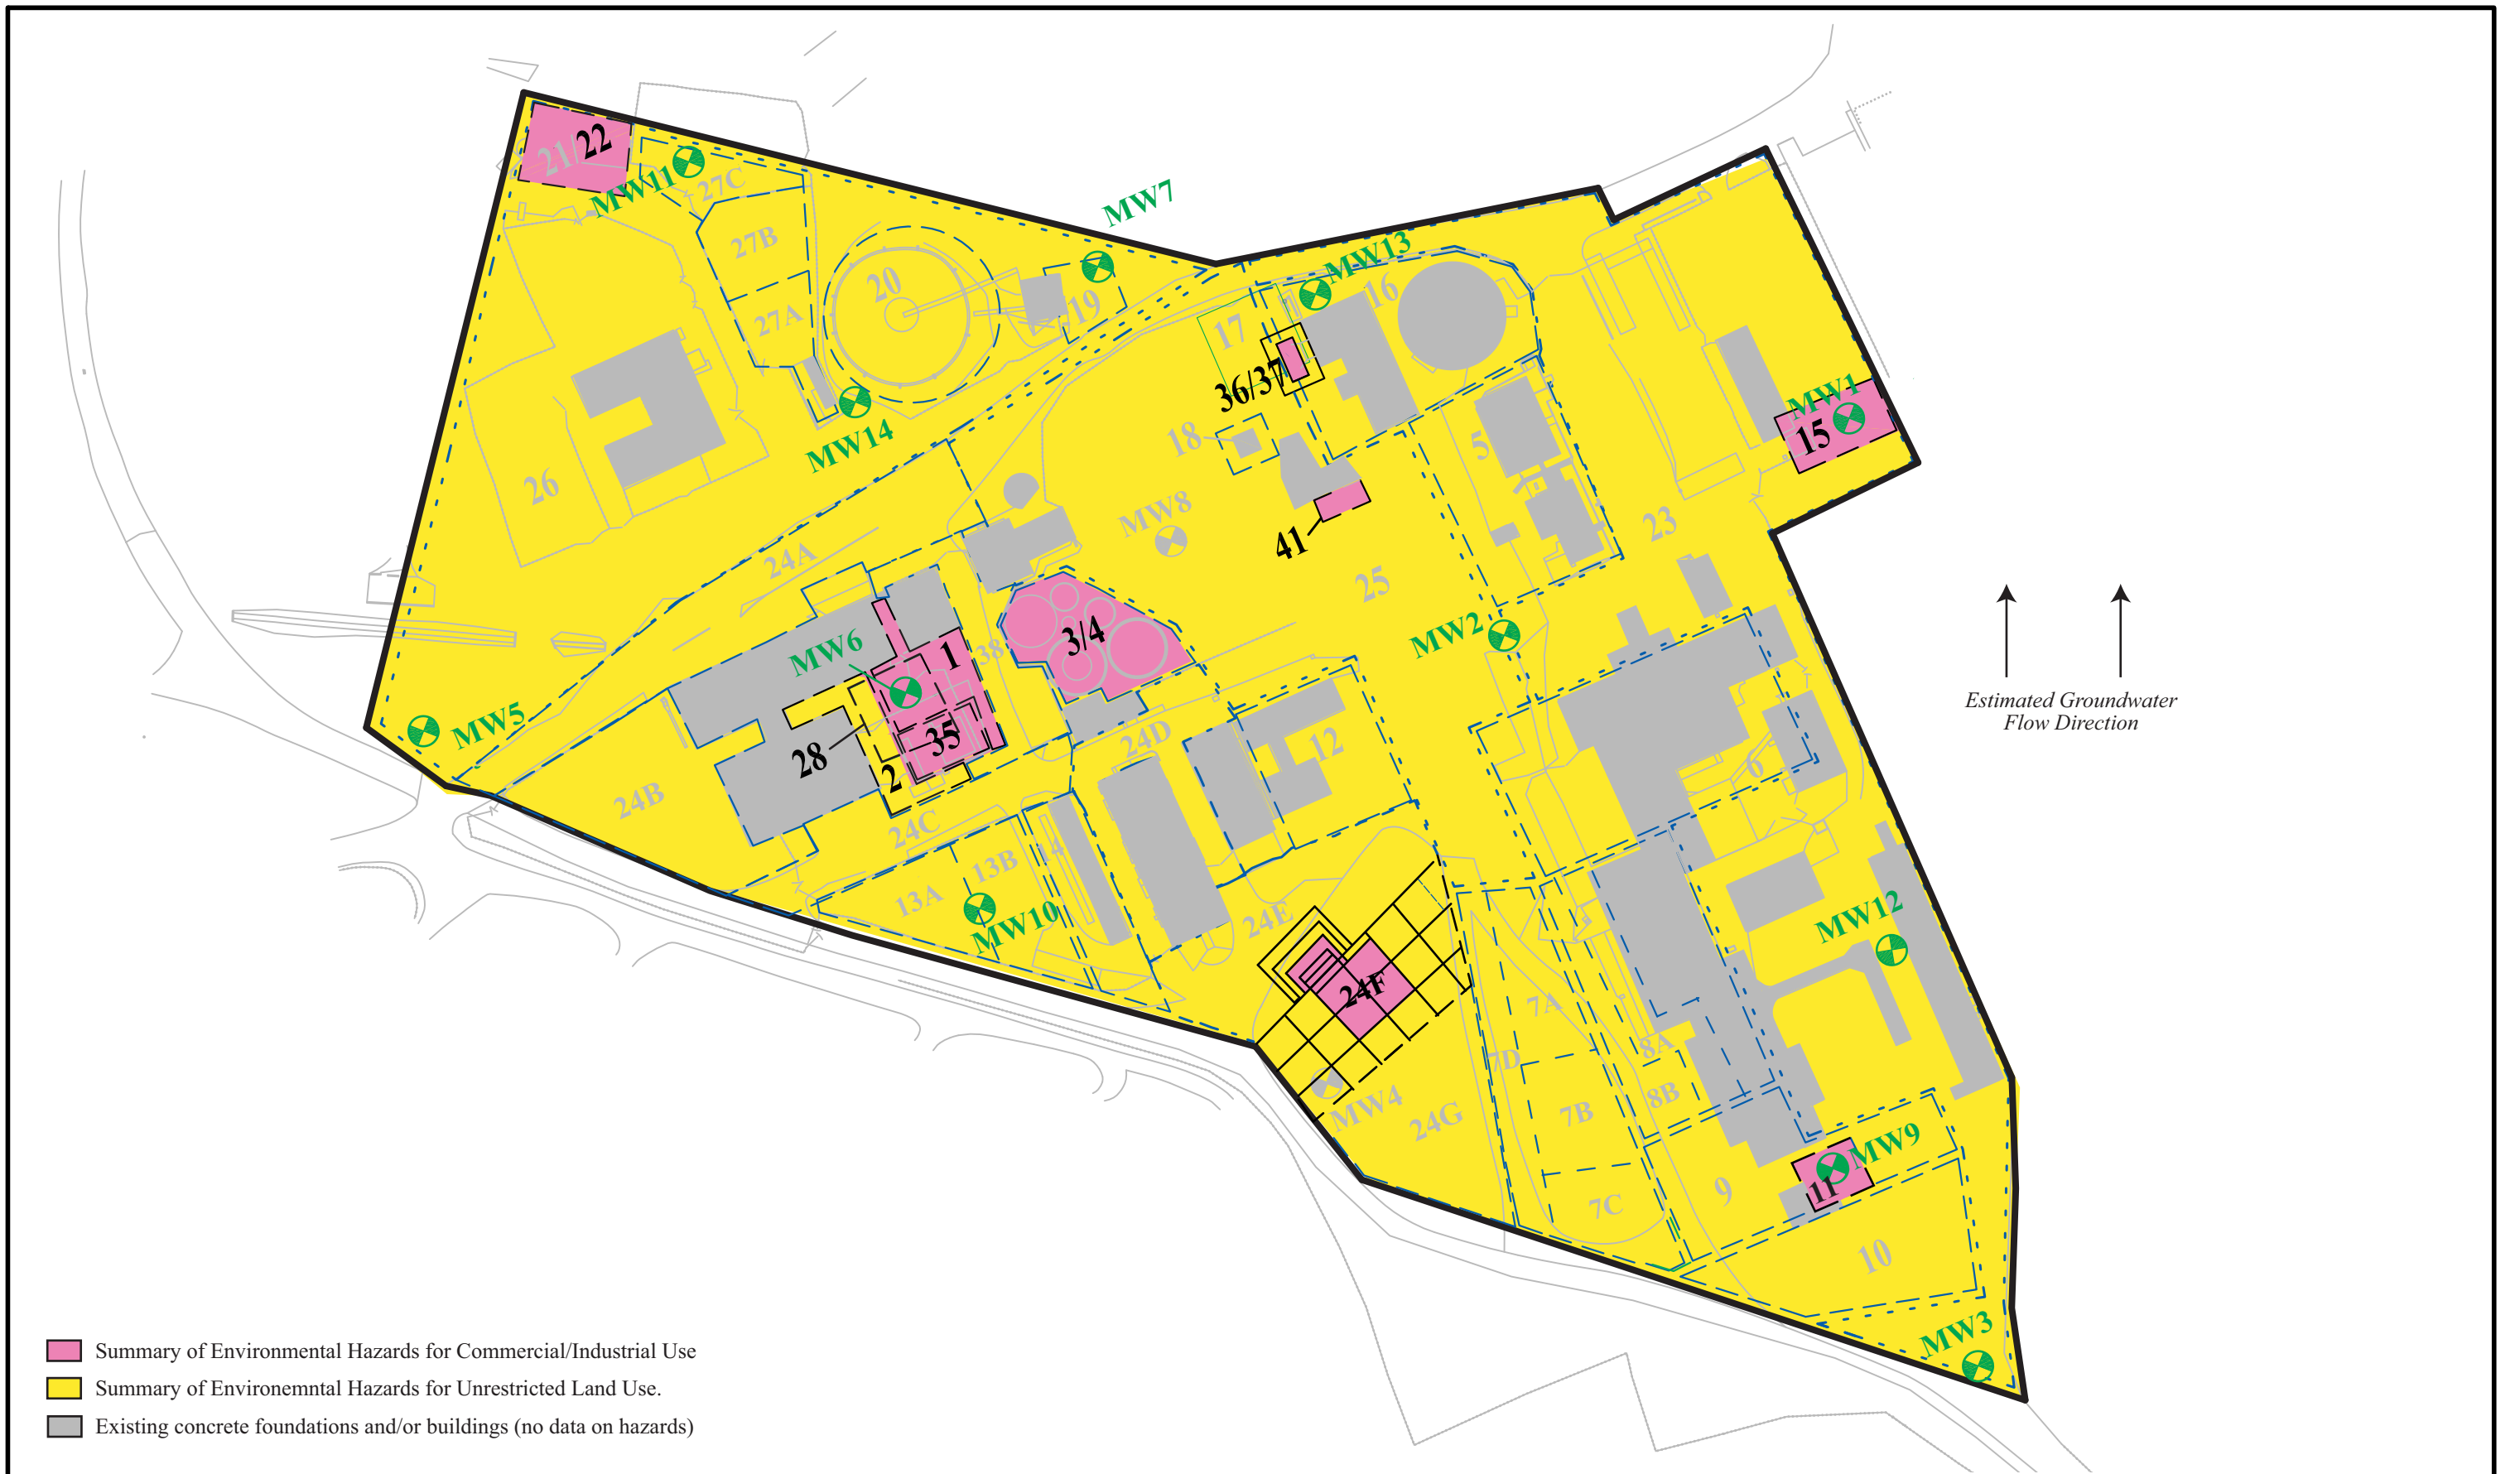 21/22
MW11
27C
MW7
27B
20
MW13
27A
19
17
16
36/37
MW1
15
MW14
18
5
26
MW8
41
23
24A
25
MW2
MW6
1
38
3/4
Estimated Groundwater
Flow Direction
MW5
35
24D
12
28
2
6
24B
24C
13B
14
13A
MW10
24E
MW12
24F
7A
7D
8A
MW4
24G
7B
8B
MW9
11
9
7C
10
MW3
Summary of Environmental Hazards for Commercial/Industrial Use
Summary of Environemntal Hazards for Unrestricted Land Use.
Existing concrete foundations and/or buildings (no data on hazards)